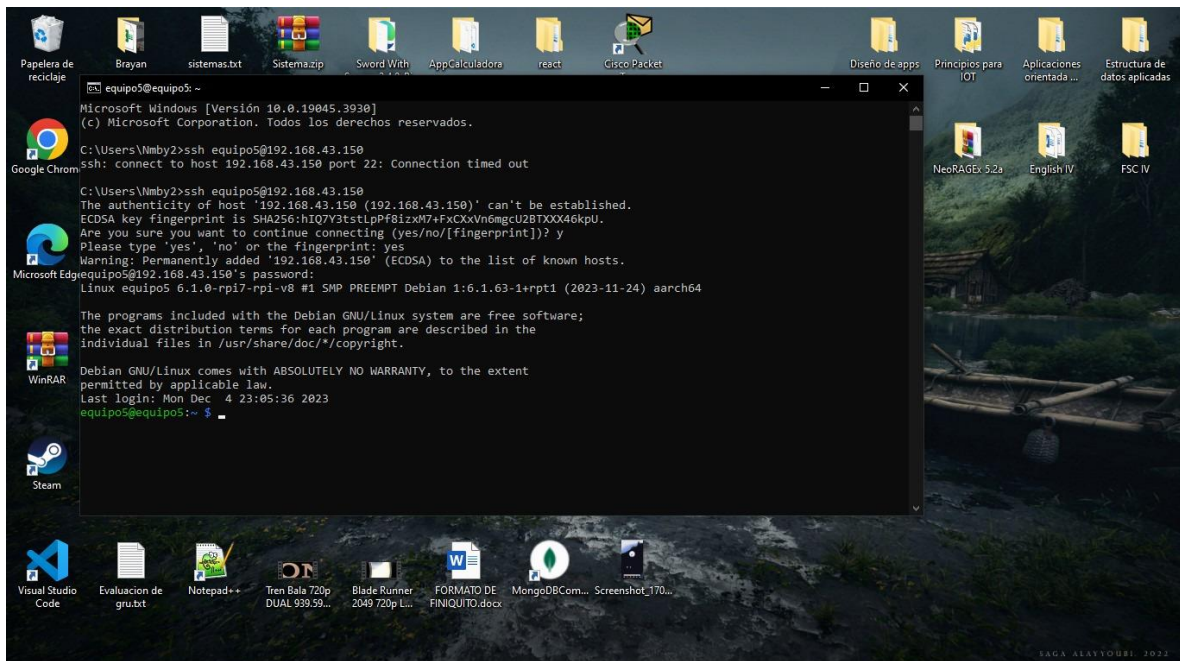 Papelera de
reciclaje
Brayan
sistemas.txt
Sistema.zip
Sword With
AppCalculadora
react
Cisco Packet
Diseño de apps
Principios para
IOT
Aplicaciones
orientada ...
Estructura de
datos aplicadas
equipo5@equipo5: ~
Microsoft Windows [Versión 10.0.19045.3930]
(c) Microsoft Corporation. Todos los derechos reservados.
C:\Users\Nmby2>ssh equipo5@192.168.43.150
ssh: connect to host 192.168.43.150 port 22: Connection timed out
C:\Users\Nmby2>ssh equipo5@192.168.43.150
The authenticity of host '192.168.43.150 (192.168.43.150)' can't be established.
ECDSA key fingerprint is SHA256:hIQ7Y3tstLpPf8izxM7+FxCXxVn6mgcU2BTXXX46kpU.
Are you sure you want to continue connecting (yes/no/[fingerprint])? y
Please type 'yes', 'no' or the fingerprint: yes
Warning: Permanently added '192.168.43.150' (ECDSA) to the list of known hosts.
equipo5@192.168.43.150's password:
Linux equipo5 6.1.0-rpi7-rpi-v8 #1 SMP PREEMPT Debian 1:6.1.63-1+rpt1 (2023-11-24) aarch64
The programs included with the Debian GNU/Linux system are free software;
the exact distribution terms for each program are described in the
individual files in /usr/share/doc/*/copyright.
Debian GNU/Linux comes with ABSOLUTELY NO WARRANTY, to the extent
permitted by applicable law.
Last login: Mon Dec  4 23:05:36 2023
equipo5@equipo5:~ $
Google Chrom
Microsoft Edge
WinRAR
Steam
NeoRAGEx 5.2a
English IV
FSC IV
Visual Studio
Code
Evaluacion de
gru.txt
Notepad++
Tren Bala 720p
DUAL 939.59...
Blade Runner
2049 720p L...
FORMATO DE
FINIQUITO.docx
MongoDBCom...
Screenshot_170...
SAGA ALAYYOUBI. 2022